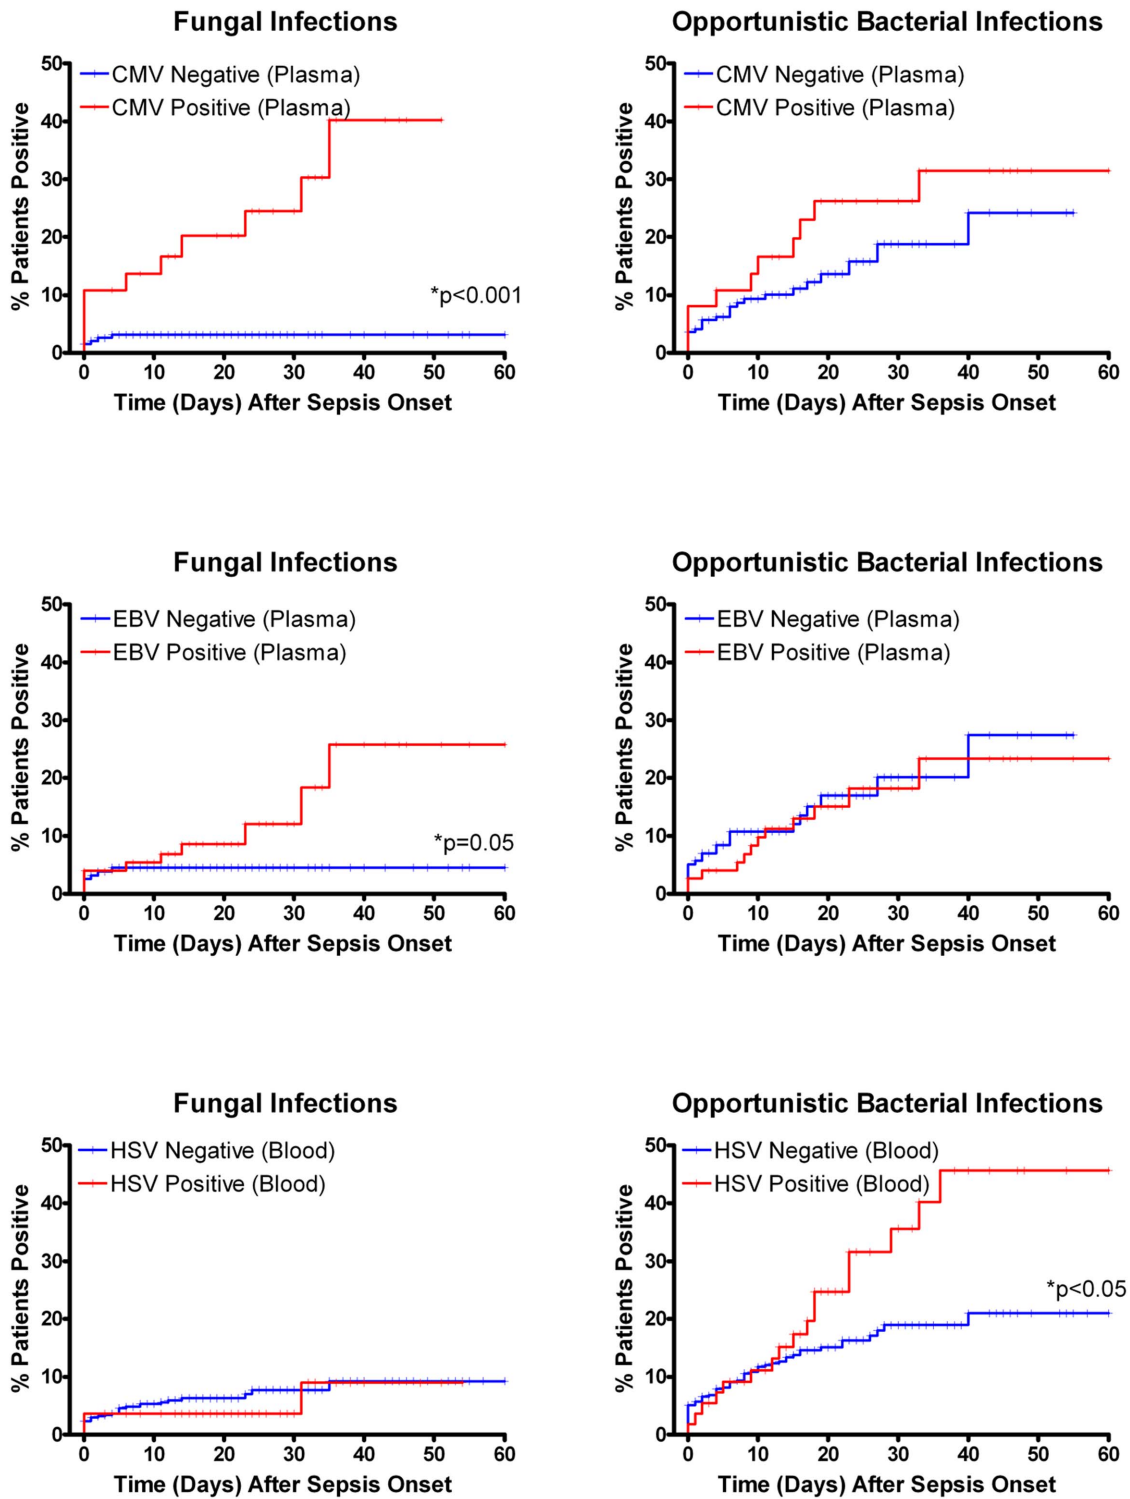 Fungal Infections
50
40
30
20
10
0
% Patients Positive
CMV Negative (Plasma)
CMV Positive (Plasma)
*p<0.001
0 10 20 30 40 50 60
Time (Days) After Sepsis Onset
Opportunistic Bacterial Infections
50
40
30
20
10
0
% Patients Positive
CMV Negative (Plasma)
CMV Positive (Plasma)
0 10 20 30 40 50 60
Time (Days) After Sepsis Onset
Fungal Infections
50
40
30
20
10
0
% Patients Positive
EBV Negative (Plasma)
EBV Positive (Plasma)
*p=0.05
0 10 20 30 40 50 60
Time (Days) After Sepsis Onset
Opportunistic Bacterial Infections
50
40
30
20
10
0
% Patients Positive
EBV Negative (Plasma)
EBV Positive (Plasma)
0 10 20 30 40 50 60
Time (Days) After Sepsis Onset
Fungal Infections
50
40
30
20
10
0
% Patients Positive
HSV Negative (Blood)
HSV Positive (Blood)
0 10 20 30 40 50 60
Time (Days) After Sepsis Onset
Opportunistic Bacterial Infections
50
40
30
20
10
0
% Patients Positive
HSV Negative (Blood)
HSV Positive (Blood)
*p<0.05
0 10 20 30 40 50 60
Time (Days) After Sepsis Onset